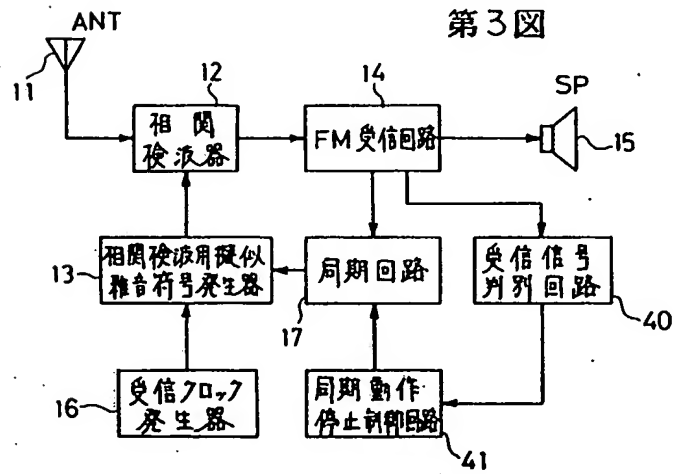 第3図
ANT
11
12
相関
検波器
14
FM受信回路
SP
15
相関検波用擬似
雑音符号発生器
13
同期回路
17
受信信号
判別回路
40
16
受信クロック
発生器
同期動作
停止制御回路
41